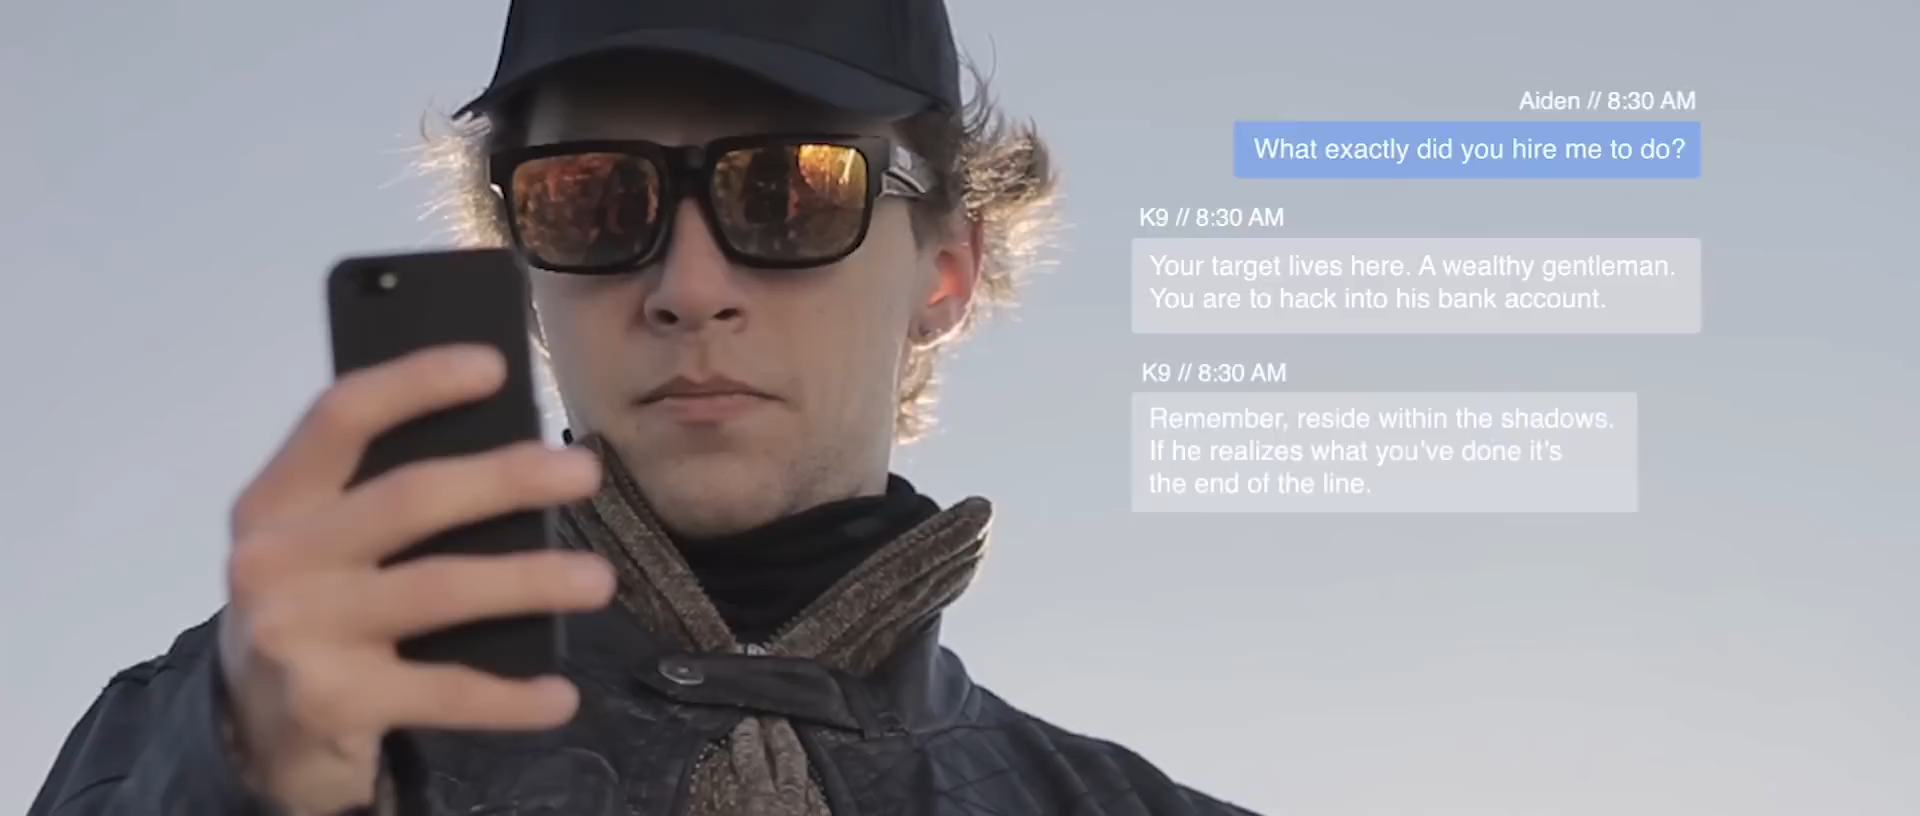 Aiden // 8:30 AM
What exactly did you hire me to do?
K9 // 8:30 AM
Your target lives here. A wealthy gentleman.
You are to hack into his bank account.
K9 // 8:30 AM
Remember, reside within the shadows.
If he realizes what you've done it's
the end of the line.